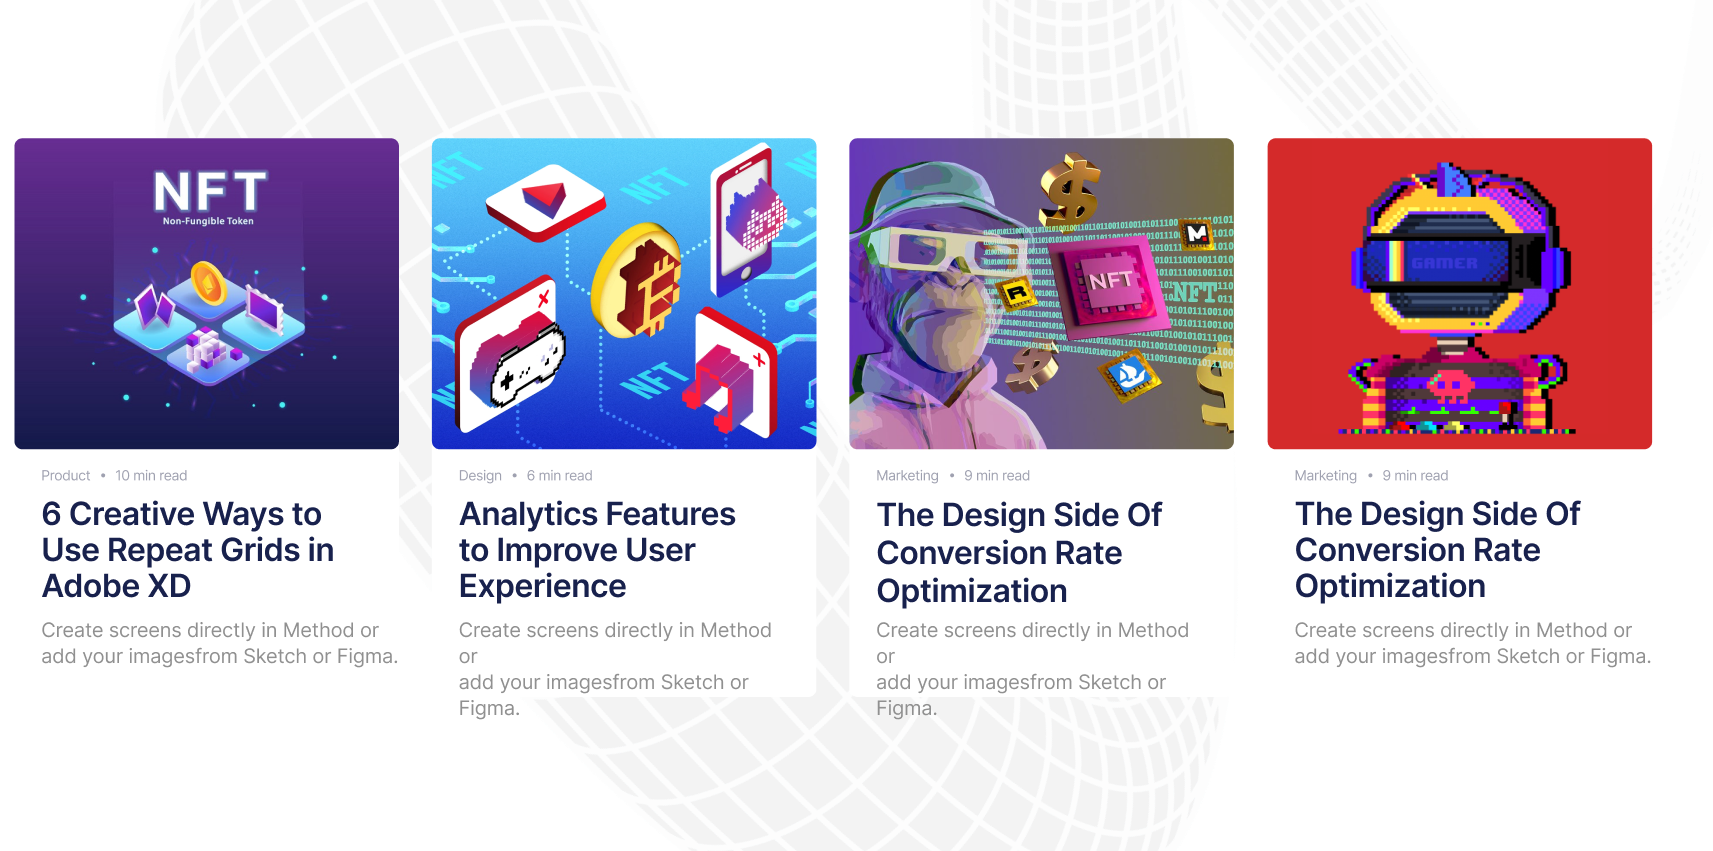 NFT
Non-Fungible Token
Product • 10 min read
6 Creative Ways to
Use Repeat Grids in
Adobe XD
Create screens directly in Method or
add your imagesfrom Sketch or Figma.
NFT
NFT
NFT
Design • 6 min read
Analytics Features
to Improve User
Experience
Create screens directly in Method
or
add your imagesfrom Sketch or
Figma.
M
NFT
NFT
R
Marketing • 9 min read
The Design Side Of
Conversion Rate
Optimization
Create screens directly in Method
or
add your imagesfrom Sketch or
Figma.
GAMER
Marketing • 9 min read
The Design Side Of
Conversion Rate
Optimization
Create screens directly in Method or
add your imagesfrom Sketch or Figma.